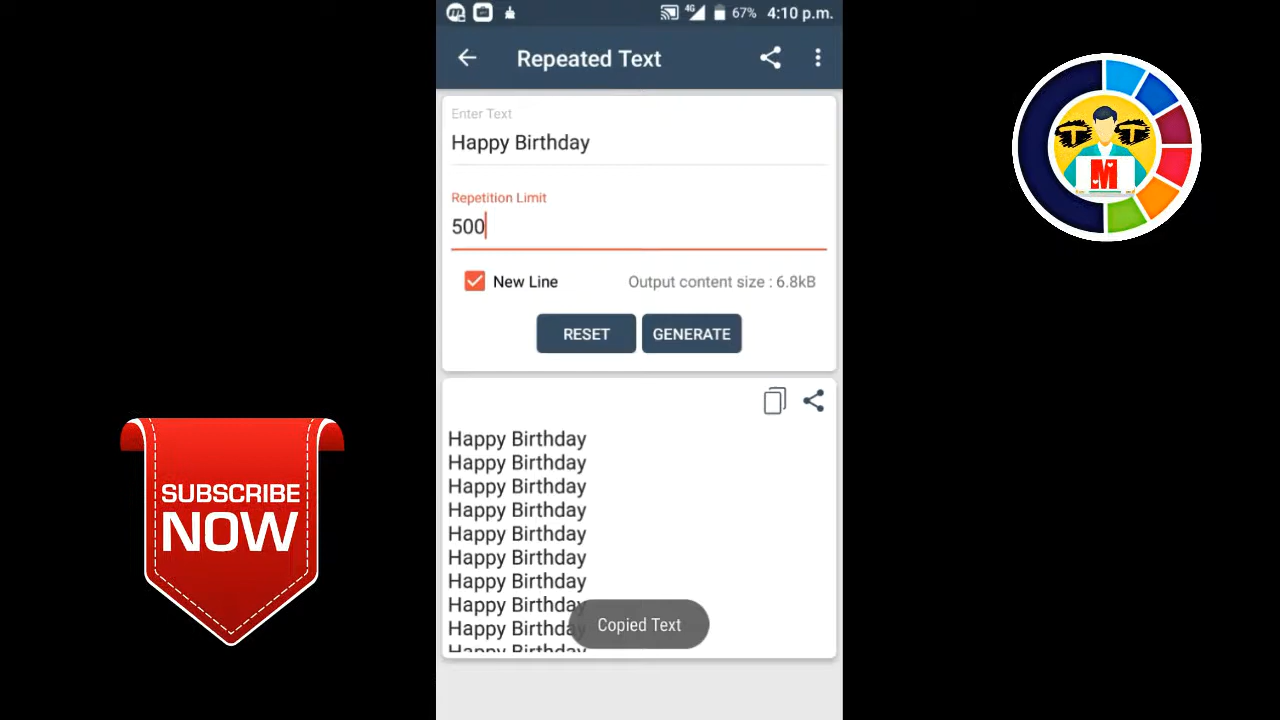 4G 67% 4:10 p.m.
Repeated Text
Enter Text
Happy Birthday
Repetition Limit
500
New Line Output content size : 6.8kB
RESET GENERATE
Happy Birthday
Happy Birthday
Happy Birthday
Happy Birthday
Happy Birthday
Happy Birthday
Happy Birthday
Happy Birthday
Happy Birthday
Happy Birthday
Copied Text
SUBSCRIBE
NOW
T T
M